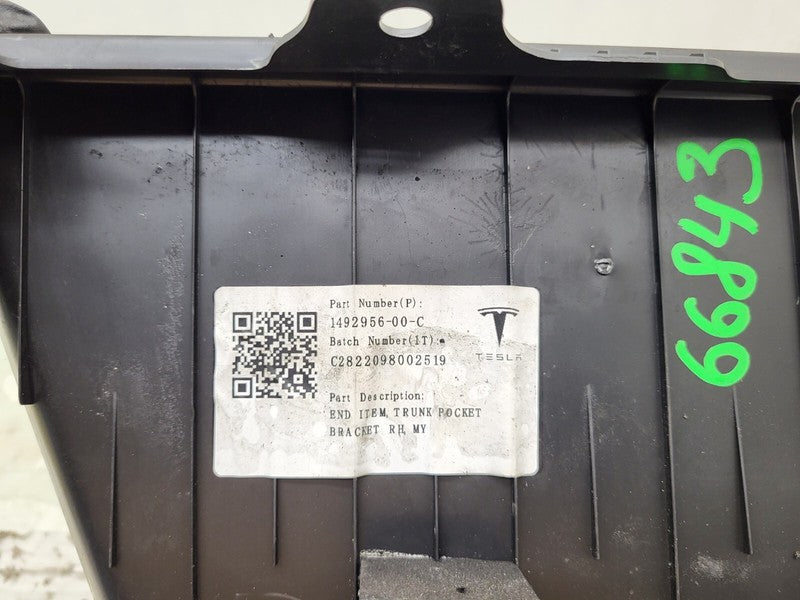 Part Number(P):
1492956-00-C
Batch Number(1T):
C2822098002519
TESLA
Part Description:
END ITEM, TRUNK POCKET
BRACKET RH, MY
66843